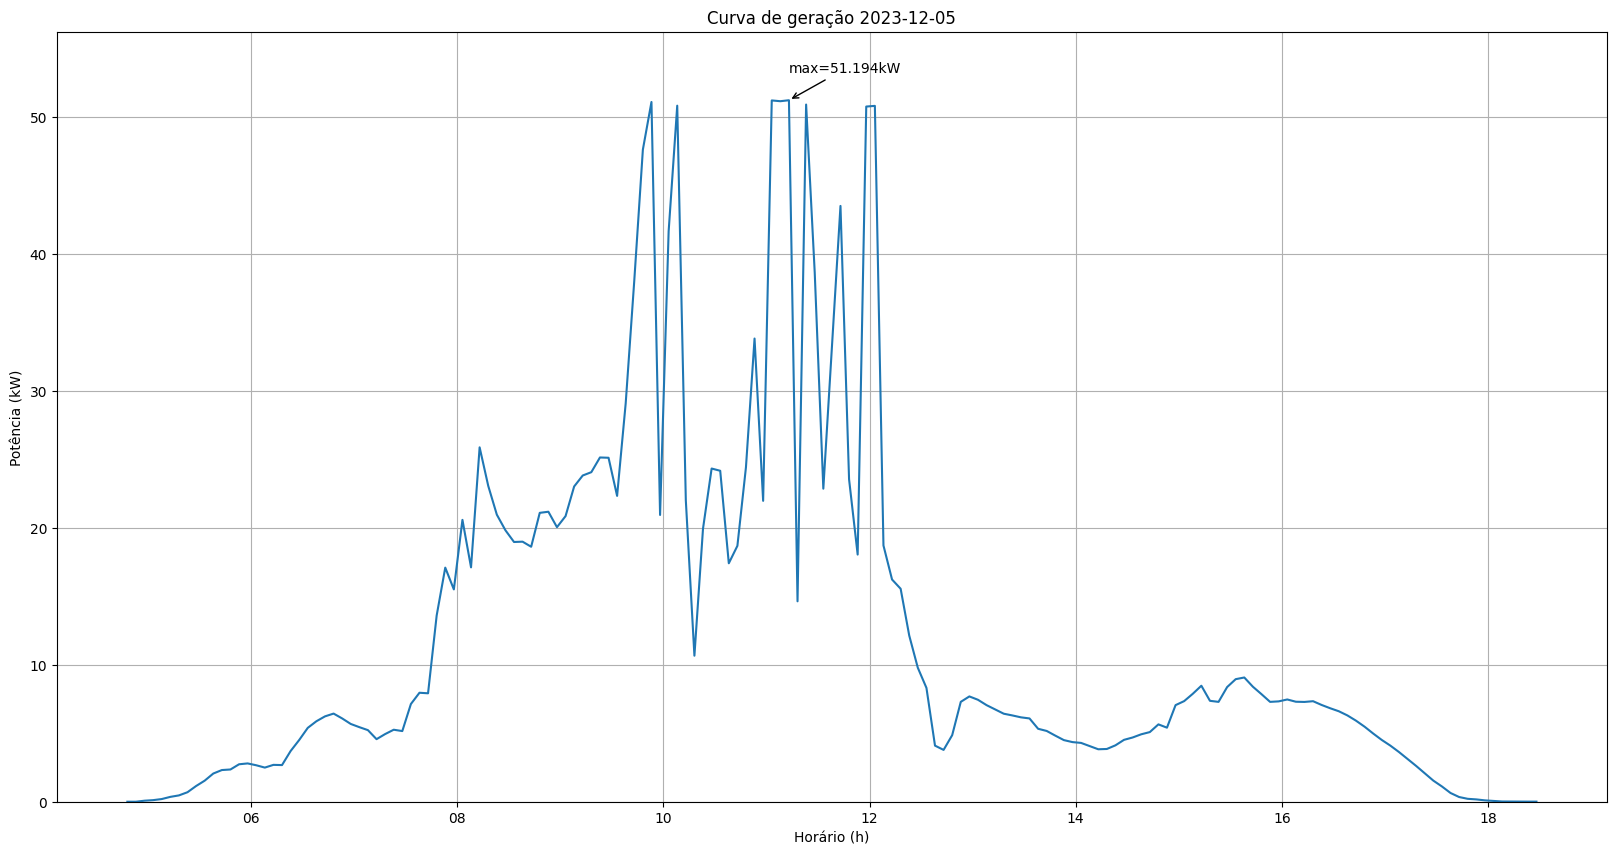 Curva de geração 2023-12-05
max=51.194kW
Potência (kW)
50
40
30
20
10
0
06 08 10 12 14 16 18
Horário (h)